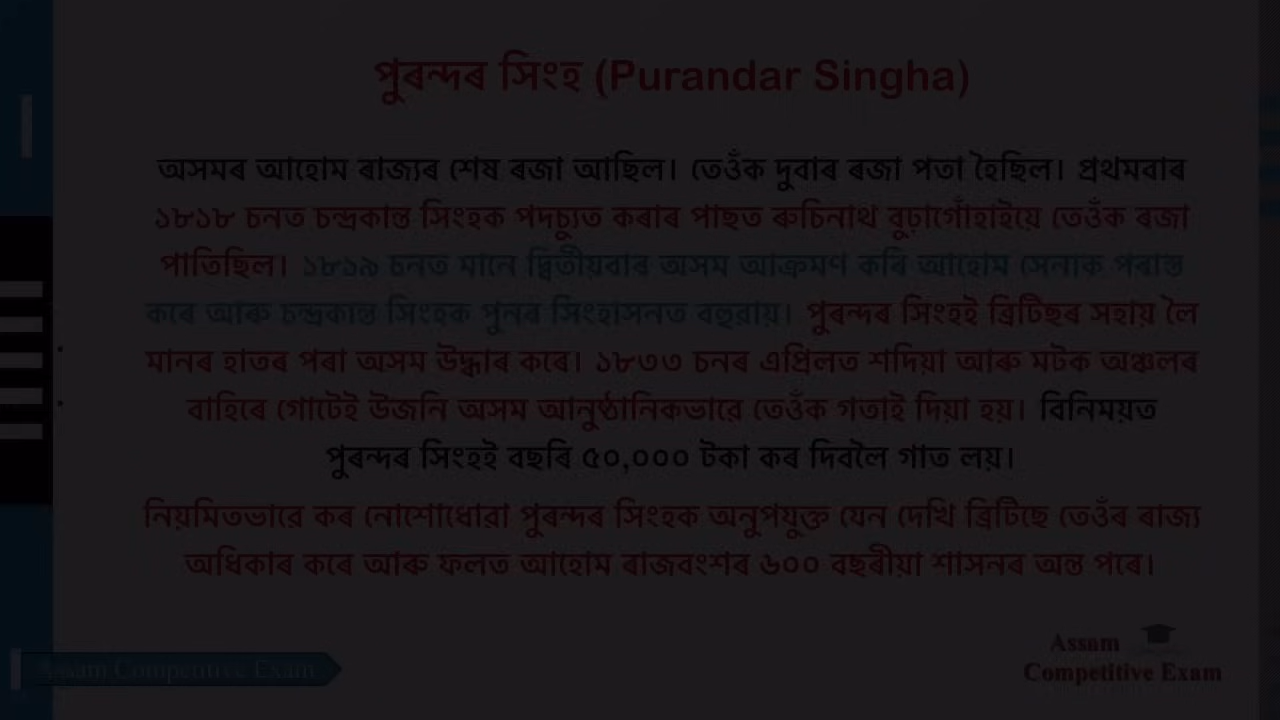 পুৰন্দৰ সিংহ (Purandar Singha)
অসমৰ আহোম ৰাজ্যৰ শেষ ৰজা আছিল। তেওঁক দুবাৰ ৰজা পতা হৈছিল। প্ৰথমবাৰ
১৮১৮ চনত চন্দ্ৰকান্ত সিংহক পদচ্যুত কৰাৰ পাছত ৰুচিনাথ বুঢ়াগোঁহাইয়ে তেওঁক ৰজা
পাতিছিল। ১৮১৯ চনত মানে দ্বিতীয়বাৰ অসম আক্ৰমণ কৰি আহোম সেনাক পৰাস্ত
কৰে আৰু চন্দ্ৰকান্ত সিংহক পুনৰ সিংহাসনত বহুৱায়। পুৰন্দৰ সিংহই ব্ৰিটিছৰ সহায় লৈ
মানৰ হাতৰ পৰা অসম উদ্ধাৰ কৰে। ১৮৩৩ চনৰ এপ্ৰিলত শদিয়া আৰু মটক অঞ্চলৰ
বাহিৰে গোটেই উজনি অসম আনুষ্ঠানিকভাৱে তেওঁক গতাই দিয়া হয়। বিনিময়ত
পুৰন্দৰ সিংহই বছৰি ৫০,০০০ টকা কৰ দিবলৈ গাত লয়।
নিয়মিতভাৱে কৰ নোশোধোৱা পুৰন্দৰ সিংহক অনুপযুক্ত যেন দেখি ব্ৰিটিছে তেওঁৰ ৰাজ্য
অধিকাৰ কৰে আৰু ফলত আহোম ৰাজবংশৰ ৬০০ বছৰীয়া শাসনৰ অন্ত পৰে।
Assam Competitive Exam
Assam
Competitive Exam